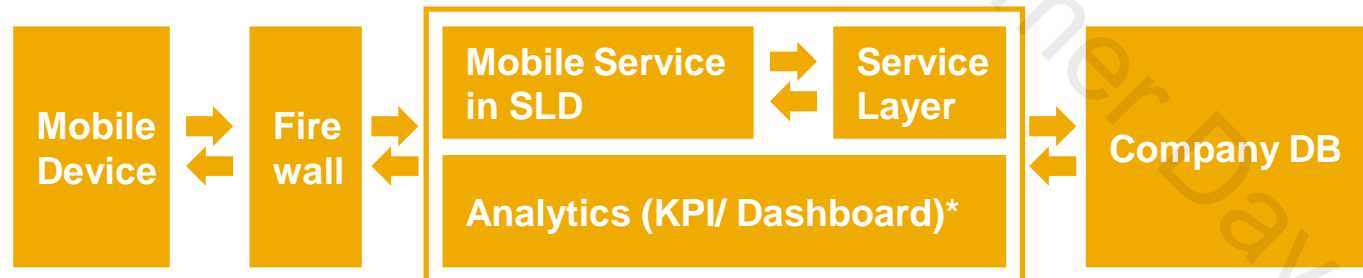 Mobile
Device
Fire
wall
Mobile Service
in SLD
Service
Layer
Analytics (KPI/ Dashboard)*
Company DB